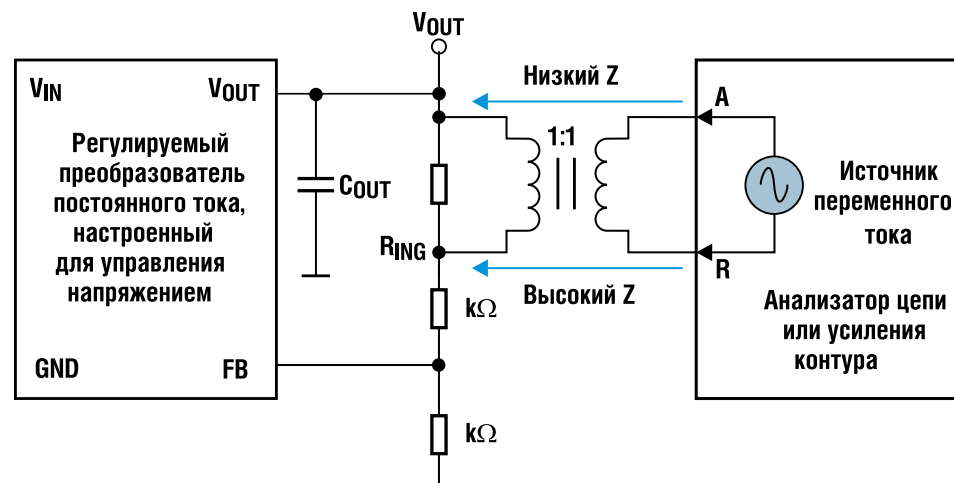 VOUT
VIN
VOUT
Регулируемый
преобразователь
постоянного тока,
настроенный
для управления
напряжением
GND
FB
COUT
RING
kΩ
kΩ
Низкий Z
1:1
Высокий Z
A
R
Источник
переменного
тока
Анализатор цепи
или усиления
контура